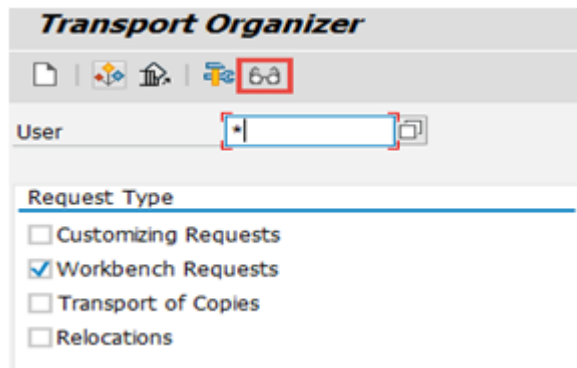 Transport Organizer
User *
Request Type
Customizing Requests
Workbench Requests
Transport of Copies
Relocations